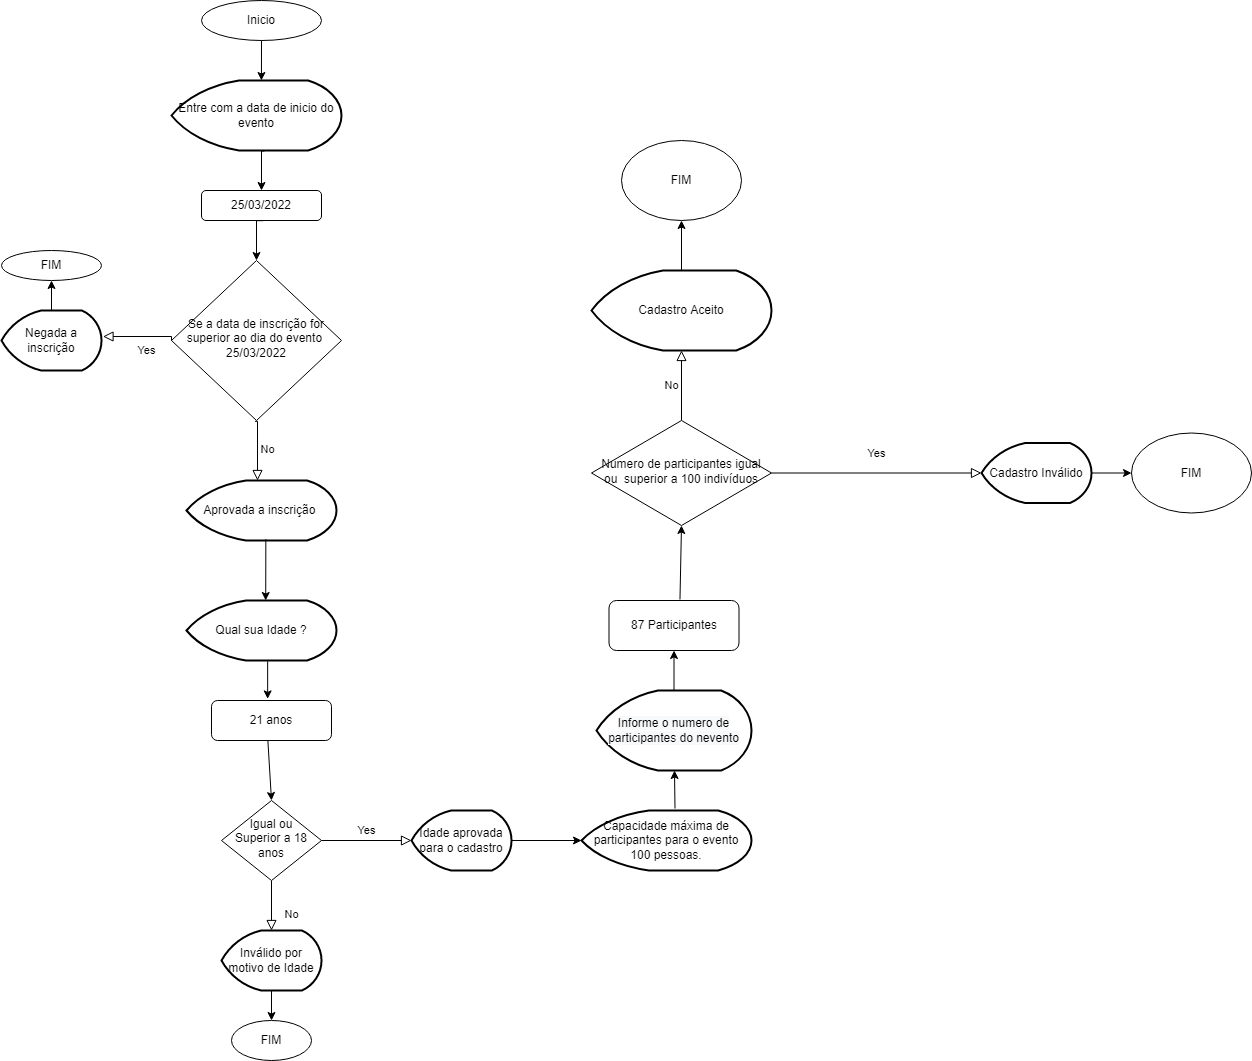 Inicio
Entre com a data de inicio do
evento
25/03/2022
Se a data de inscrição for
superior ao dia do evento
25/03/2022
Yes
Negada a
inscrição
FIM
No
Aprovada a inscrição
Qual sua Idade ?
21 anos
Igual ou
Superior a 18
anos
No
Inválido por
motivo de Idade
FIM
Yes
Idade aprovada
para o cadastro
Capacidade máxima de
participantes para o evento
100 pessoas.
Informe o numero de
participantes do nevento
87 Participantes
Número de participantes igual
ou superior a 100 indivíduos
No
Cadastro Aceito
FIM
Yes
Cadastro Inválido
FIM